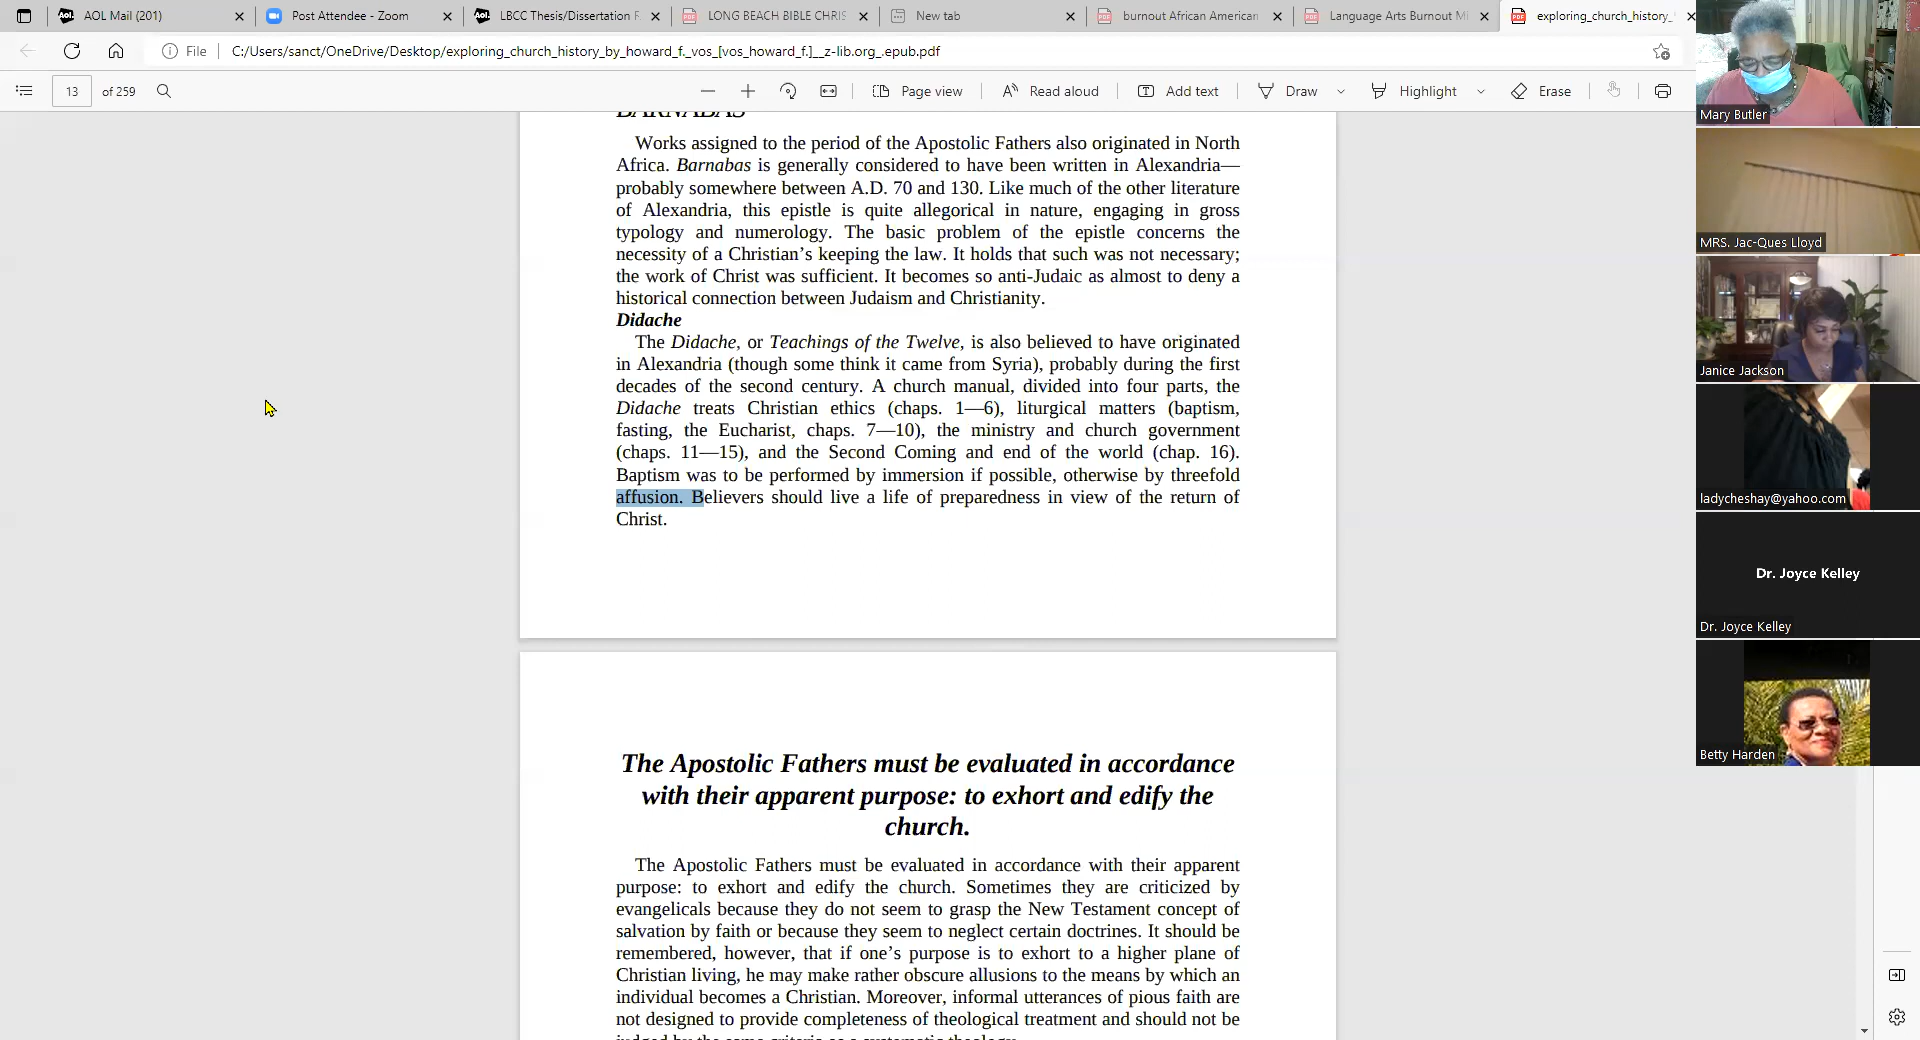 AOL Mail (201)
Post Attendee - Zoom
Aol.
LBCC Thesis/Dissertation R
LONG BEACH BIBLE CHRIS
New tab
burnout African American
Language Arts Burnout Mi
exploring_church_history_
File
C:/Users/sanct/OneDrive/Desktop/exploring_church_history_by_howard_f._vos_[vos_howard_f.]__z-lib.org_.epub.pdf
13 of 259
Page view
Read aloud
Add text
Draw
Highlight
Erase
BARNABAS
Works assigned to the period of the Apostolic Fathers also originated in North
Africa. Barnabas is generally considered to have been written in Alexandria—
probably somewhere between A.D. 70 and 130. Like much of the other literature
of Alexandria, this epistle is quite allegorical in nature, engaging in gross
typology and numerology. The basic problem of the epistle concerns the
necessity of a Christian's keeping the law. It holds that such was not necessary;
the work of Christ was sufficient. It becomes so anti-Judaic as almost to deny a
historical connection between Judaism and Christianity.
Didache
The Didache, or Teachings of the Twelve, is also believed to have originated
in Alexandria (though some think it came from Syria), probably during the first
decades of the second century. A church manual, divided into four parts, the
Didache treats Christian ethics (chaps. 1—6), liturgical matters (baptism,
fasting, the Eucharist, chaps. 7—10), the ministry and church government
(chaps. 11—15), and the Second Coming and end of the world (chap. 16).
Baptism was to be performed by immersion if possible, otherwise by threefold
affusion. Believers should live a life of preparedness in view of the return of
Christ.
The Apostolic Fathers must be evaluated in accordance
with their apparent purpose: to exhort and edify the
church.
The Apostolic Fathers must be evaluated in accordance with their apparent
purpose: to exhort and edify the church. Sometimes they are criticized by
evangelicals because they do not seem to grasp the New Testament concept of
salvation by faith or because they seem to neglect certain doctrines. It should be
remembered, however, that if one's purpose is to exhort to a higher plane of
Christian living, he may make rather obscure allusions to the means by which an
individual becomes a Christian. Moreover, informal utterances of pious faith are
not designed to provide completeness of theological treatment and should not be
Mary Butler
MRS. Jac-Ques Lloyd
Janice Jackson
ladycheshay@yahoo.com
Dr. Joyce Kelley
Dr. Joyce Kelley
Betty Harden